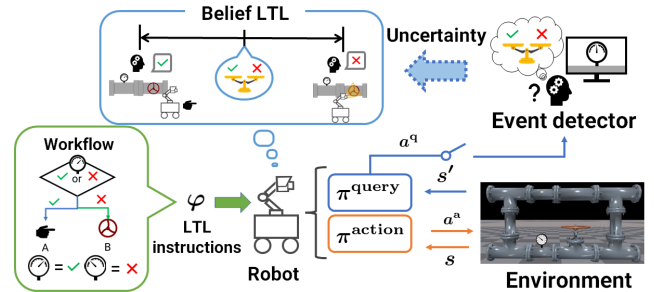 Belief LTL
Uncertainty
?
Event detector
Workflow
or
A
B
=
=
φ
LTL
instructions
Robot
π^query
π^action
a^q
s′
a^a
s
Environment